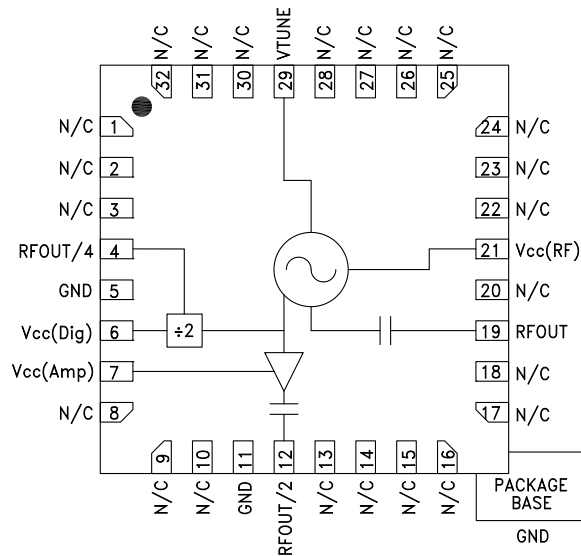 N/C N/C N/C VTUNE N/C N/C N/C N/C
32 31 30 29 28 27 26 25
N/C 1
N/C 2
N/C 3
RFOUT/4 4
GND 5
Vcc(Dig) 6
Vcc(Amp) 7
N/C 8
÷2
24 N/C
23 N/C
22 N/C
21 Vcc(RF)
20 N/C
19 RFOUT
18 N/C
17 N/C
9 10 11 12 13 14 15 16
N/C N/C GND RFOUT/2 N/C N/C N/C N/C
PACKAGE
BASE
GND